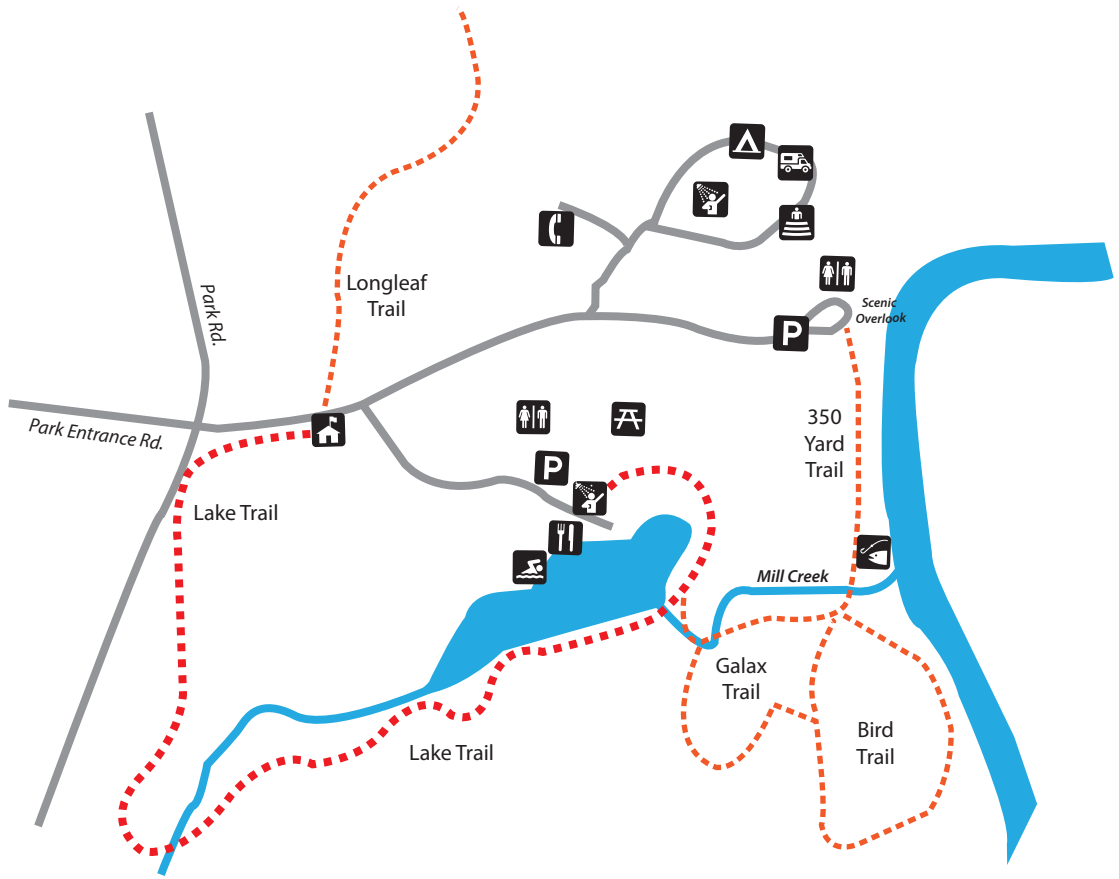 Longleaf
Trail
Park Rd.
Scenic
Overlook
P
Park Entrance Rd.
350
Yard
Trail
P
Lake Trail
Mill Creek
Galax
Trail
Bird
Trail
Lake Trail